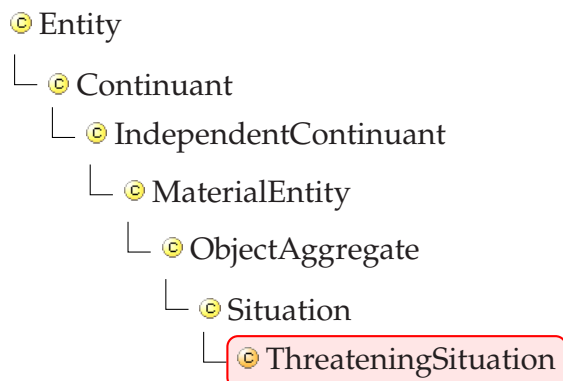 C Entity
C Continuant
C IndependentContinuant
C MaterialEntity
C ObjectAggregate
C Situation
C ThreateningSituation